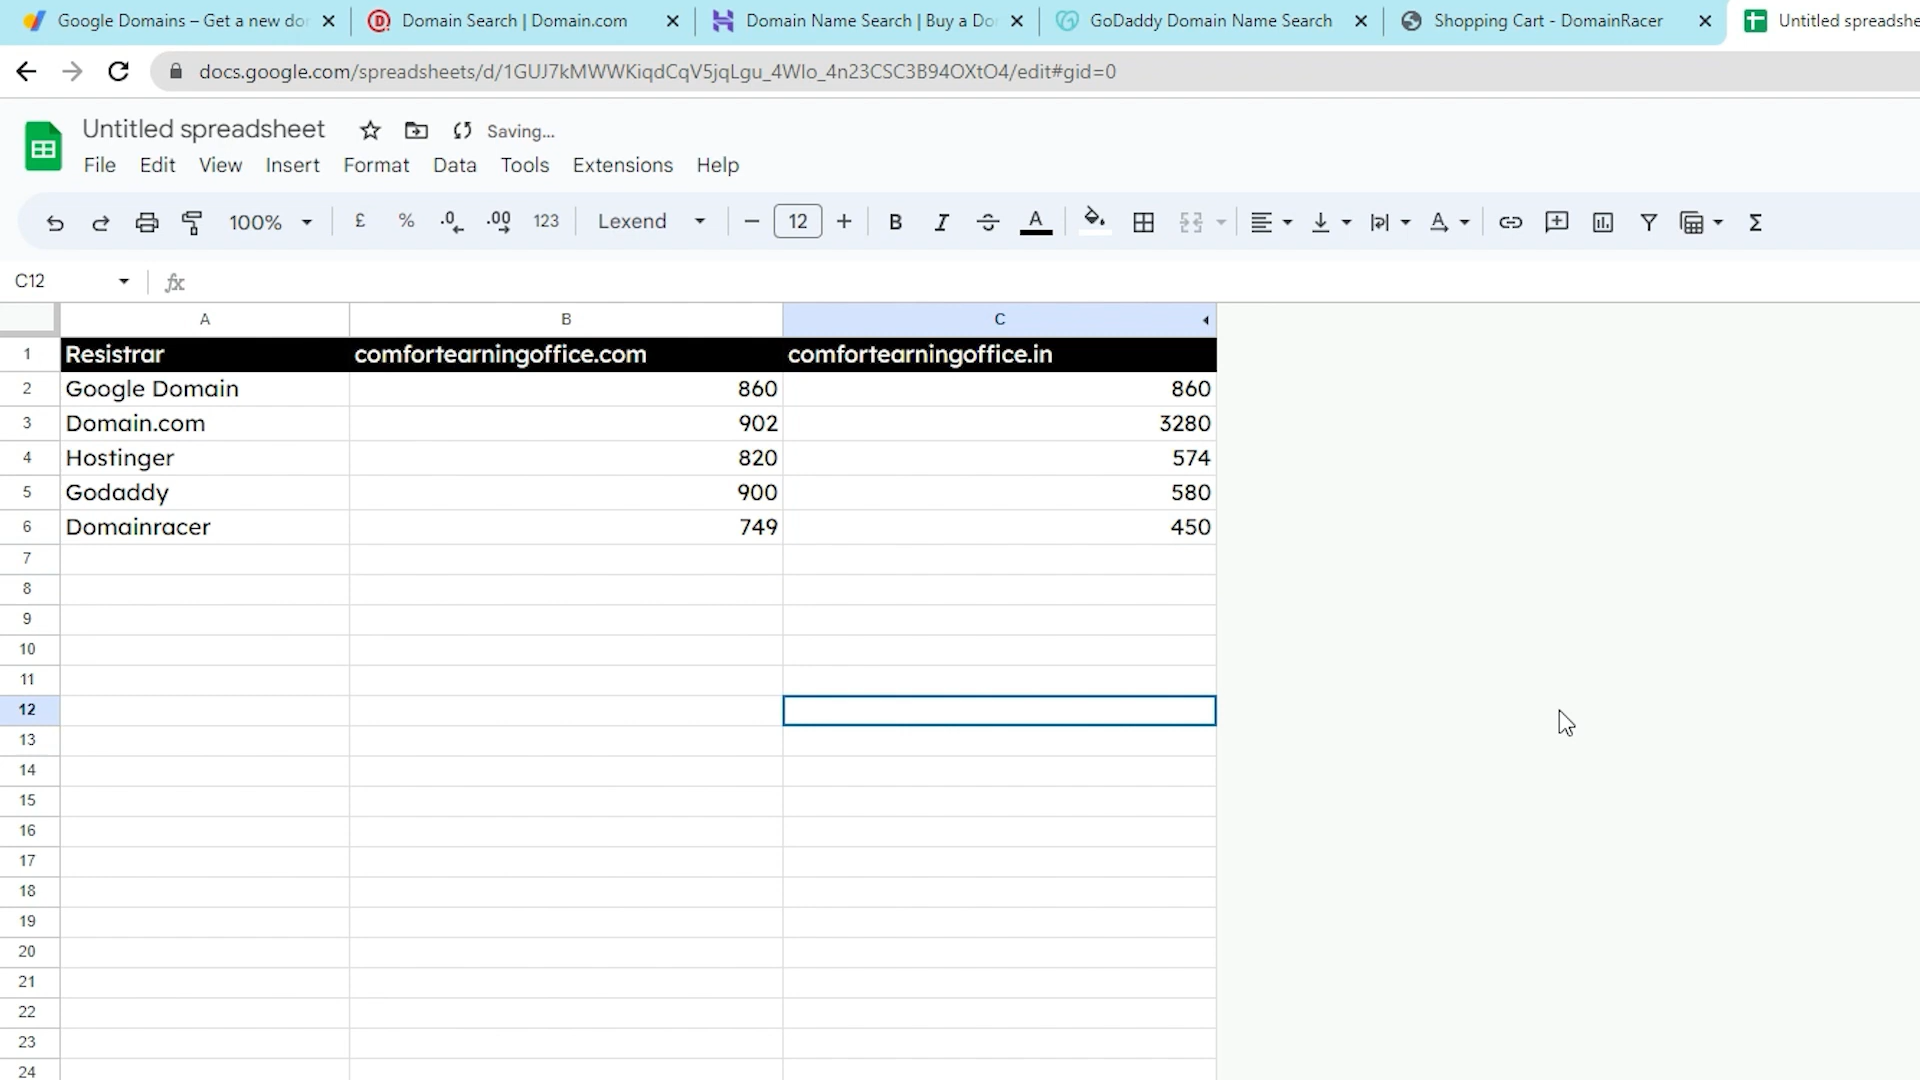 Google Domains – Get a new do
Domain Search | Domain.com
Domain Name Search | Buy a Do
GoDaddy Domain Name Search
Shopping Cart - DomainRacer
Untitled spreadshe
docs.google.com/spreadsheets/d/1GUJ7kMWWKiqdCqV5jqLgu_4Wlo_4n23CSC3B94OXtO4/edit#gid=0
Untitled spreadsheet Saving...
File Edit View Insert Format Data Tools Extensions Help
100% £ % .0 .00 123 Lexend 12 B I A A Σ
C12 fx
A B C
1 Resistrar comfortearningoffice.com comfortearningoffice.in
2 Google Domain 860 860
3 Domain.com 902 3280
4 Hostinger 820 574
5 Godaddy 900 580
6 Domainracer 749 450
7
8
9
10
11
12
13
14
15
16
17
18
19
20
21
22
23
24